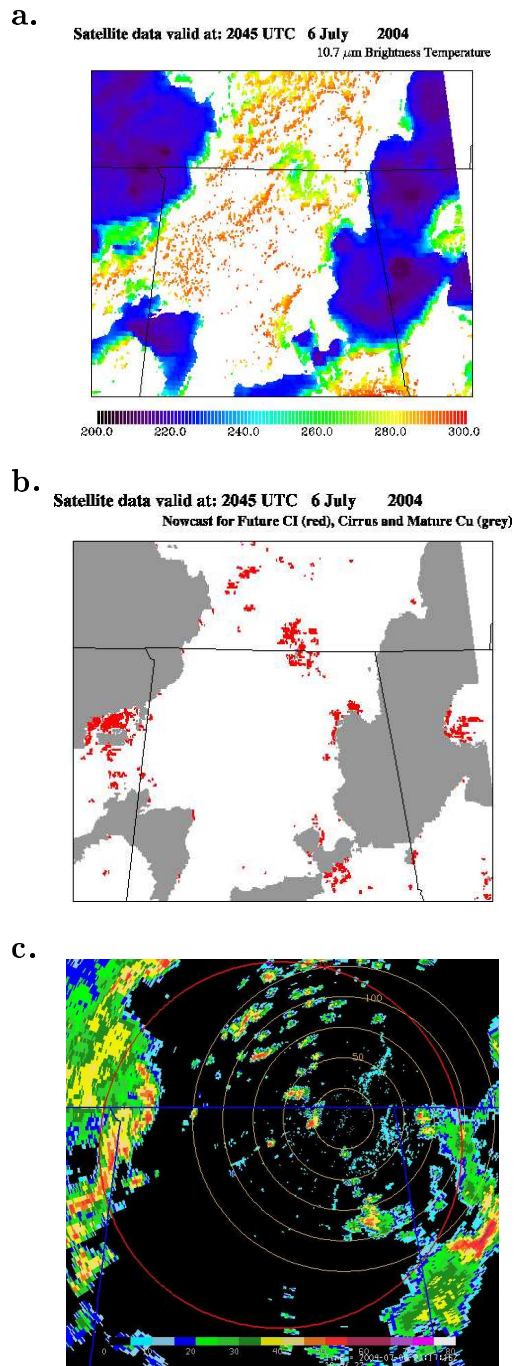 a.
Satellite data valid at: 2045 UTC 6 July 2004
10.7 μm Brightness Temperature
200.0 220.0 240.0 260.0 280.0 300.0
b.
Satellite data valid at: 2045 UTC 6 July 2004
Nowcast for Future CI (red), Cirrus and Mature Cu (grey)
c.
100
50
0 10 20 30 40 50 60 70 80